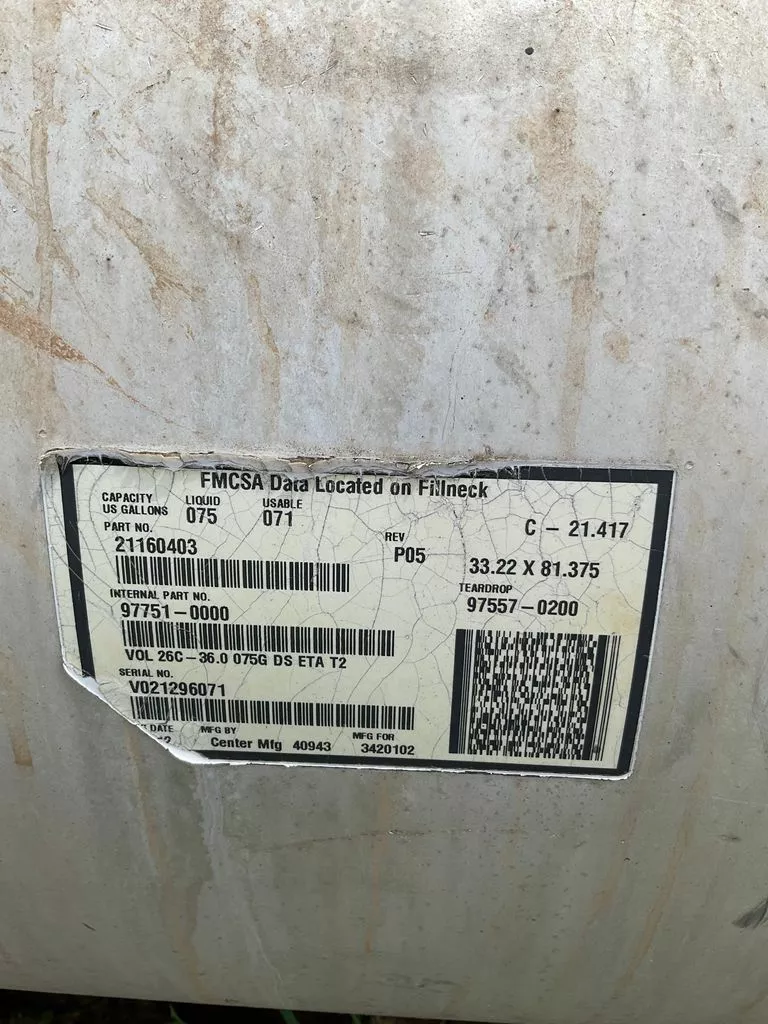 FMCSA Data Located on Fillneck
CAPACITY US GALLONS LIQUID 075 USABLE 071
C - 21.417
PART NO.
21160403
REV
P05
33.22 X 81.375
INTERNAL PART NO.
97751-0000
TEARDROP
97557-0200
VOL 26C-36.0 075G DS ETA T2
SERIAL NO.
V021296071
DATE MFG BY MFG FOR
Center Mfg 40943 3420102